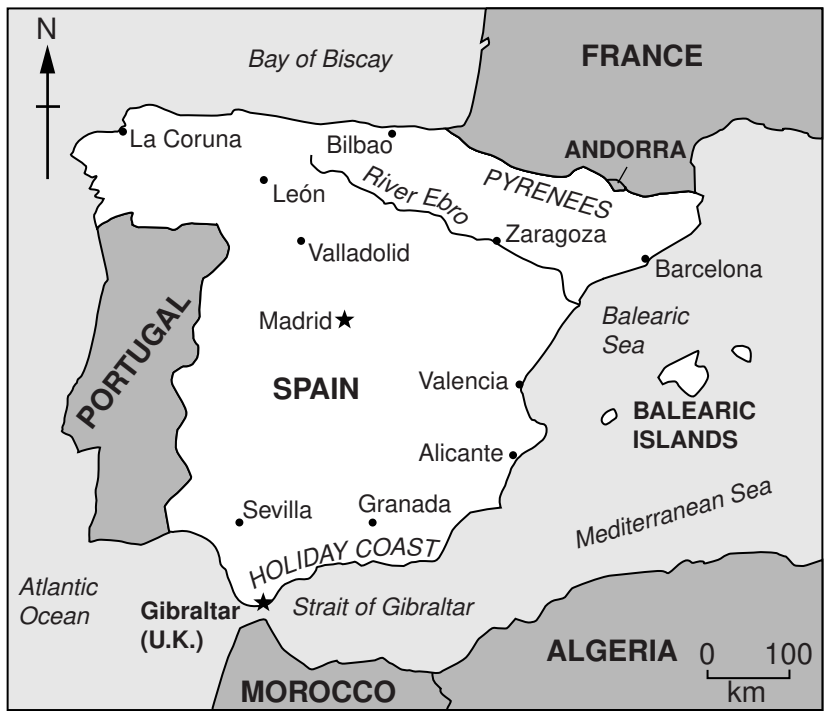 N
Bay of Biscay
FRANCE
La Coruna
Bilbao
ANDORRA
León
River Ebro
PYRENEES
Valladolid
Zaragoza
Barcelona
PORTUGAL
Madrid
Balearic
Sea
SPAIN
Valencia
BALEARIC
ISLANDS
Alicante
Sevilla
Granada
Mediterranean Sea
HOLIDAY COAST
Atlantic
Ocean
Gibraltar
(U.K.)
Strait of Gibraltar
ALGERIA
0 100
km
MOROCCO